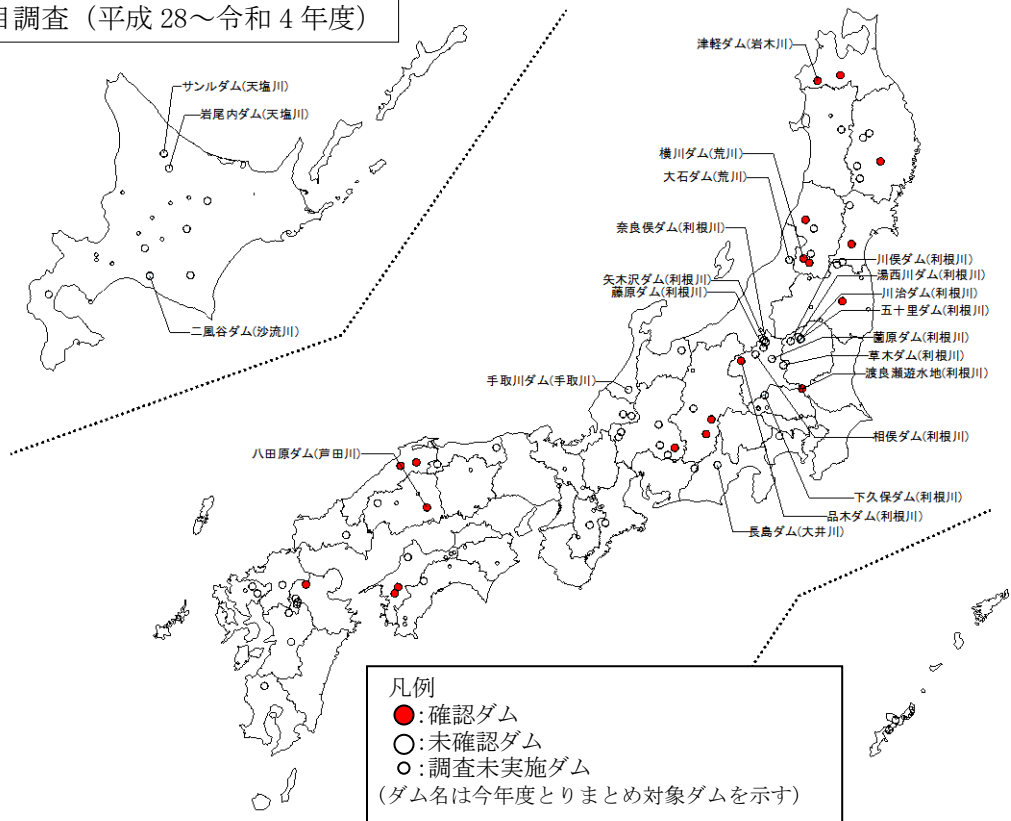 目調査（平成 28～令和 4 年度）
サンルダム(天塩川)
岩尾内ダム(天塩川)
二風谷ダム(沙流川)
津軽ダム(岩木川)
横川ダム(荒川)
大石ダム(荒川)
奈良俣ダム(利根川)
矢木沢ダム(利根川)
藤原ダム(利根川)
川俣ダム(利根川)
湯西川ダム(利根川)
川治ダム(利根川)
五十里ダム(利根川)
薗原ダム(利根川)
草木ダム(利根川)
渡良瀬遊水地(利根川)
手取川ダム(手取川)
相俣ダム(利根川)
八田原ダム(芦田川)
下久保ダム(利根川)
品木ダム(利根川)
長島ダム(大井川)
凡例
：確認ダム
：未確認ダム
：調査未実施ダム
(ダム名は今年度とりまとめ対象ダムを示す)